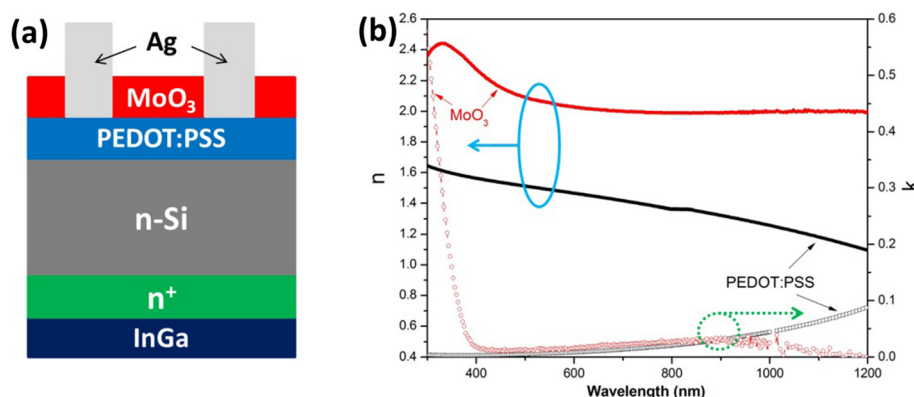 (a)
Ag
MoO₃
PEDOT:PSS
n-Si
n⁺
InGa
(b)
2.6
2.4
2.2
2.0
1.8
1.6
1.4
1.2
1.0
0.8
0.6
0.4
n
MoO₃
PEDOT:PSS
0.6
0.5
0.4
0.3
0.2
0.1
0.0
k
400 600 800 1000 1200
Wavelength (nm)